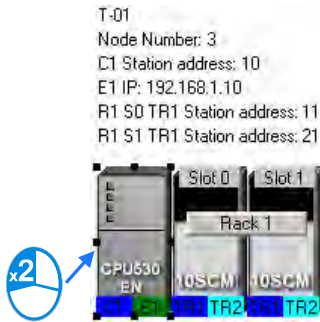 T-01
Node Number: 3
C1 Station address: 10
E1 IP: 192.168.1.10
R1 S0 TR1 Station address: 11
R1 S1 TR1 Station address: 21
Slot 0 Slot 1
Rack 1
x2
CPU530 EN
10SCM 10SCM
C1 E1 TR1 TR2 TR1 TR2